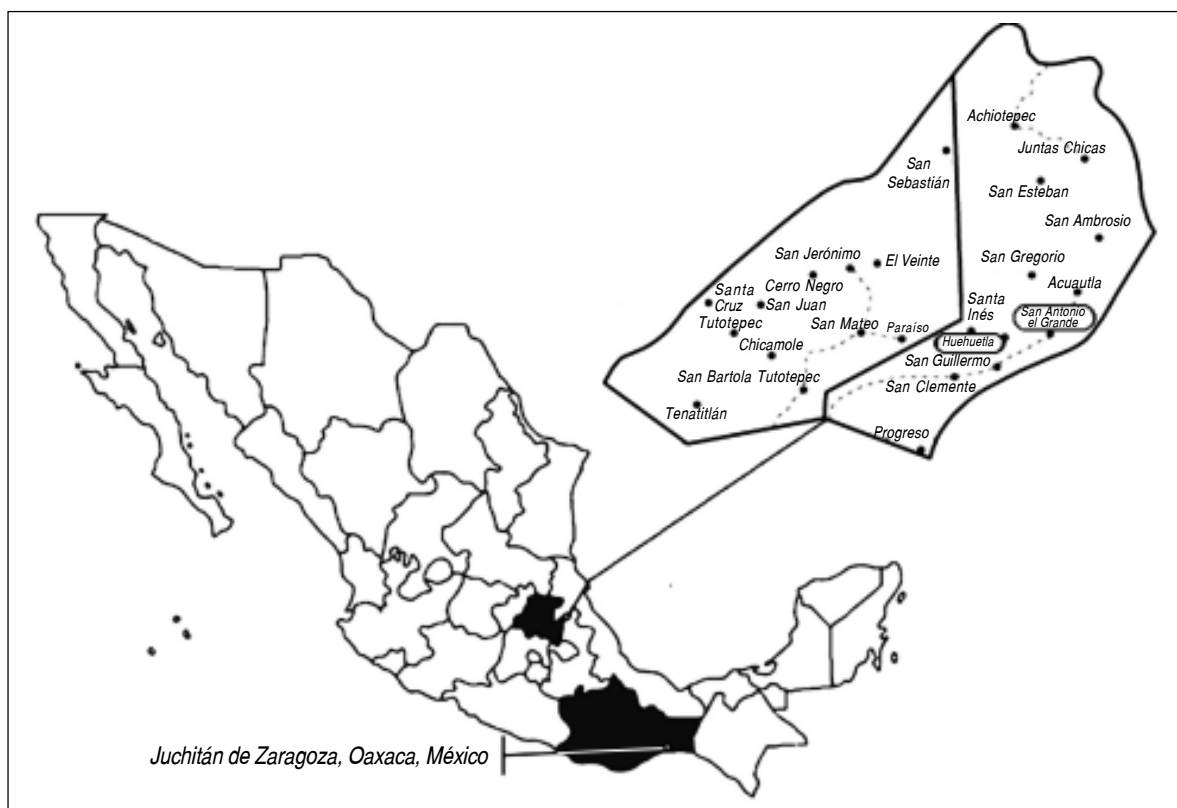 Achiotepec
Juntas Chicas
San
Sebastián
San Esteban
San Ambrosio
San Jerónimo
El Veinte
San Gregorio
Cerro Negro
Acuautla
Santa
Cruz
San Juan
Santa
Inés
San Antonio
el Grande
Tutotepec
San Mateo
Paraíso
Huehuetla
Chicamole
San Guillermo
San Bartola Tutotepec
San Clemente
Tenatitlán
Progreso
Juchitán de Zaragoza, Oaxaca, México